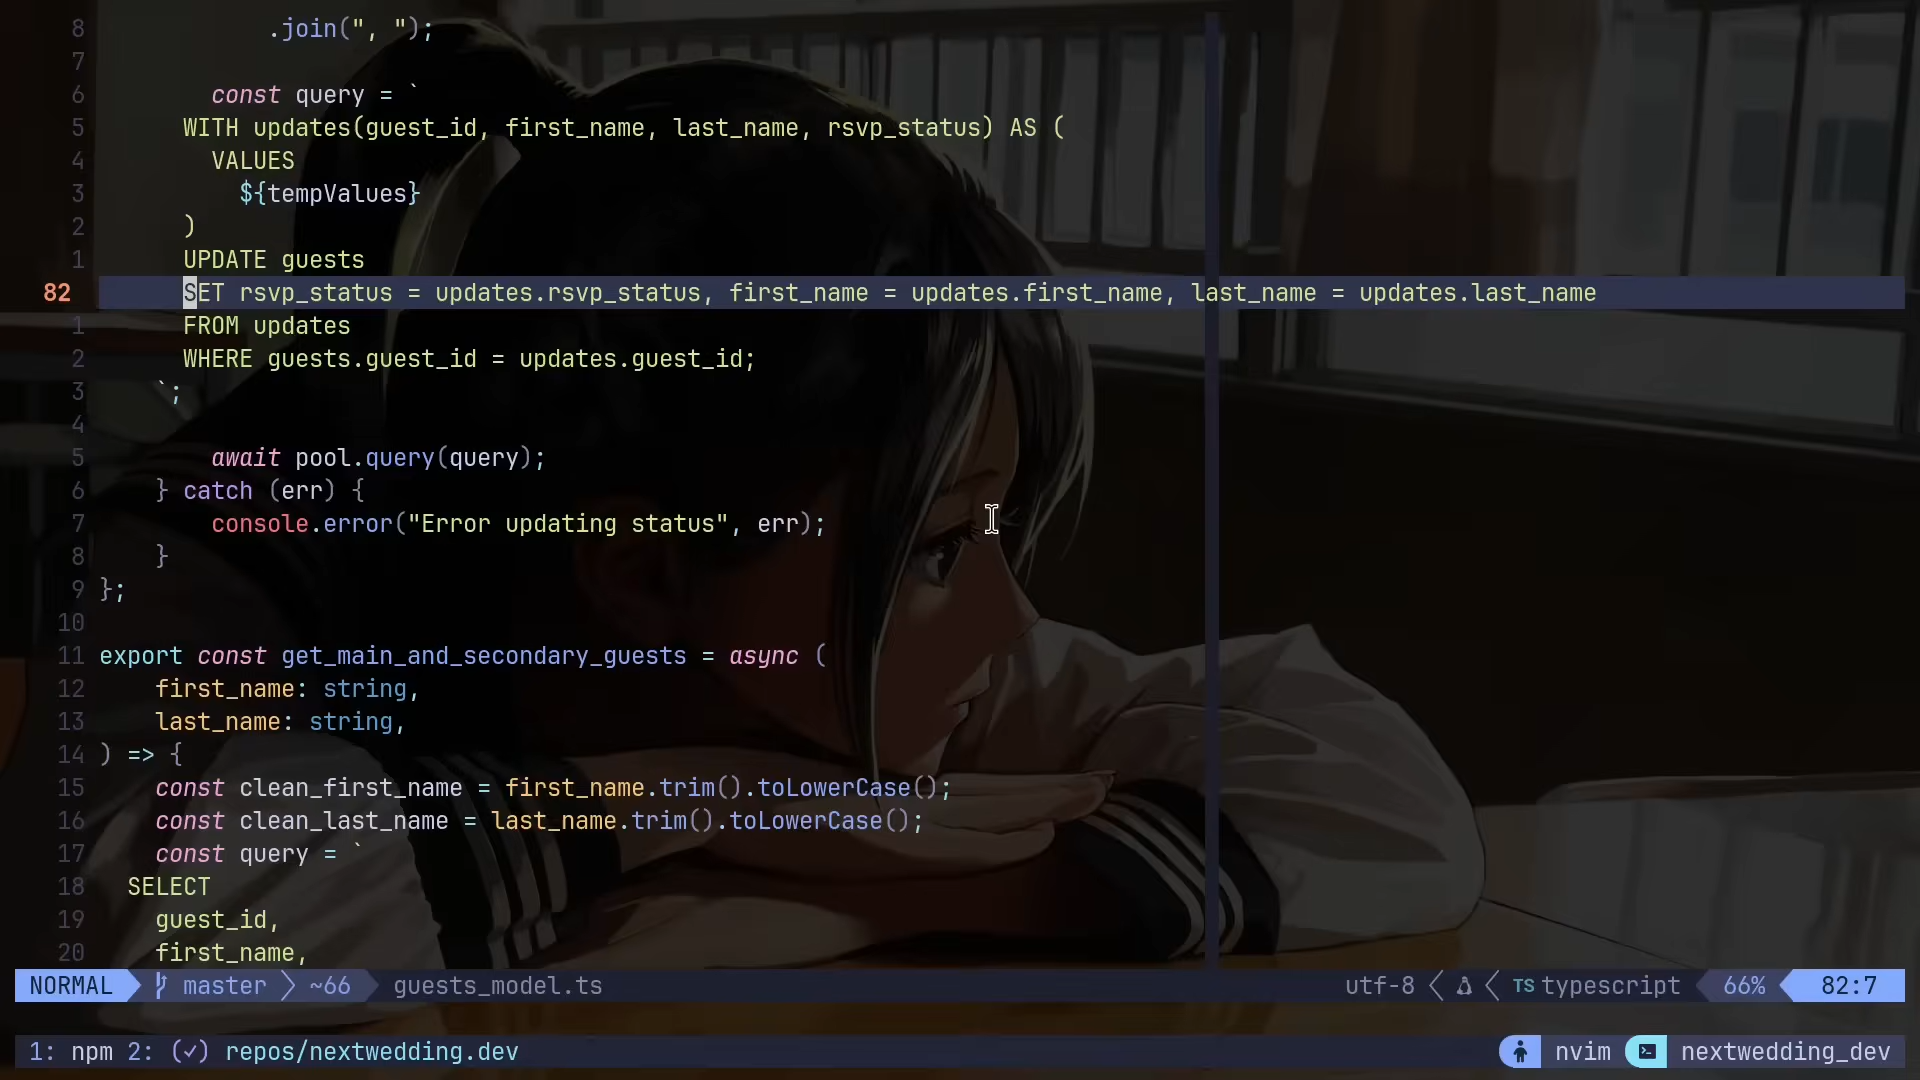 8 .join(", ");
7
6 const query = `
5 WITH updates(guest_id, first_name, last_name, rsvp_status) AS (
4 VALUES
3 ${tempValues}
2 )
1 UPDATE guests
82 SET rsvp_status = updates.rsvp_status, first_name = updates.first_name, last_name = updates.last_name
1 FROM updates
2 WHERE guests.guest_id = updates.guest_id;
3 `;
4
5 await pool.query(query);
6 } catch (err) {
7 console.error("Error updating status", err);
8 }
9 };
10
11 export const get_main_and_secondary_guests = async (
12 first_name: string,
13 last_name: string,
14 ) => {
15 const clean_first_name = first_name.trim().toLowerCase();
16 const clean_last_name = last_name.trim().toLowerCase();
17 const query = `
18 SELECT
19 guest_id,
20 first_name,
NORMAL master ~66 guests_model.ts utf-8 TS typescript 66% 82:7
1: npm 2: (✓) repos/nextwedding.dev nvim nextwedding_dev